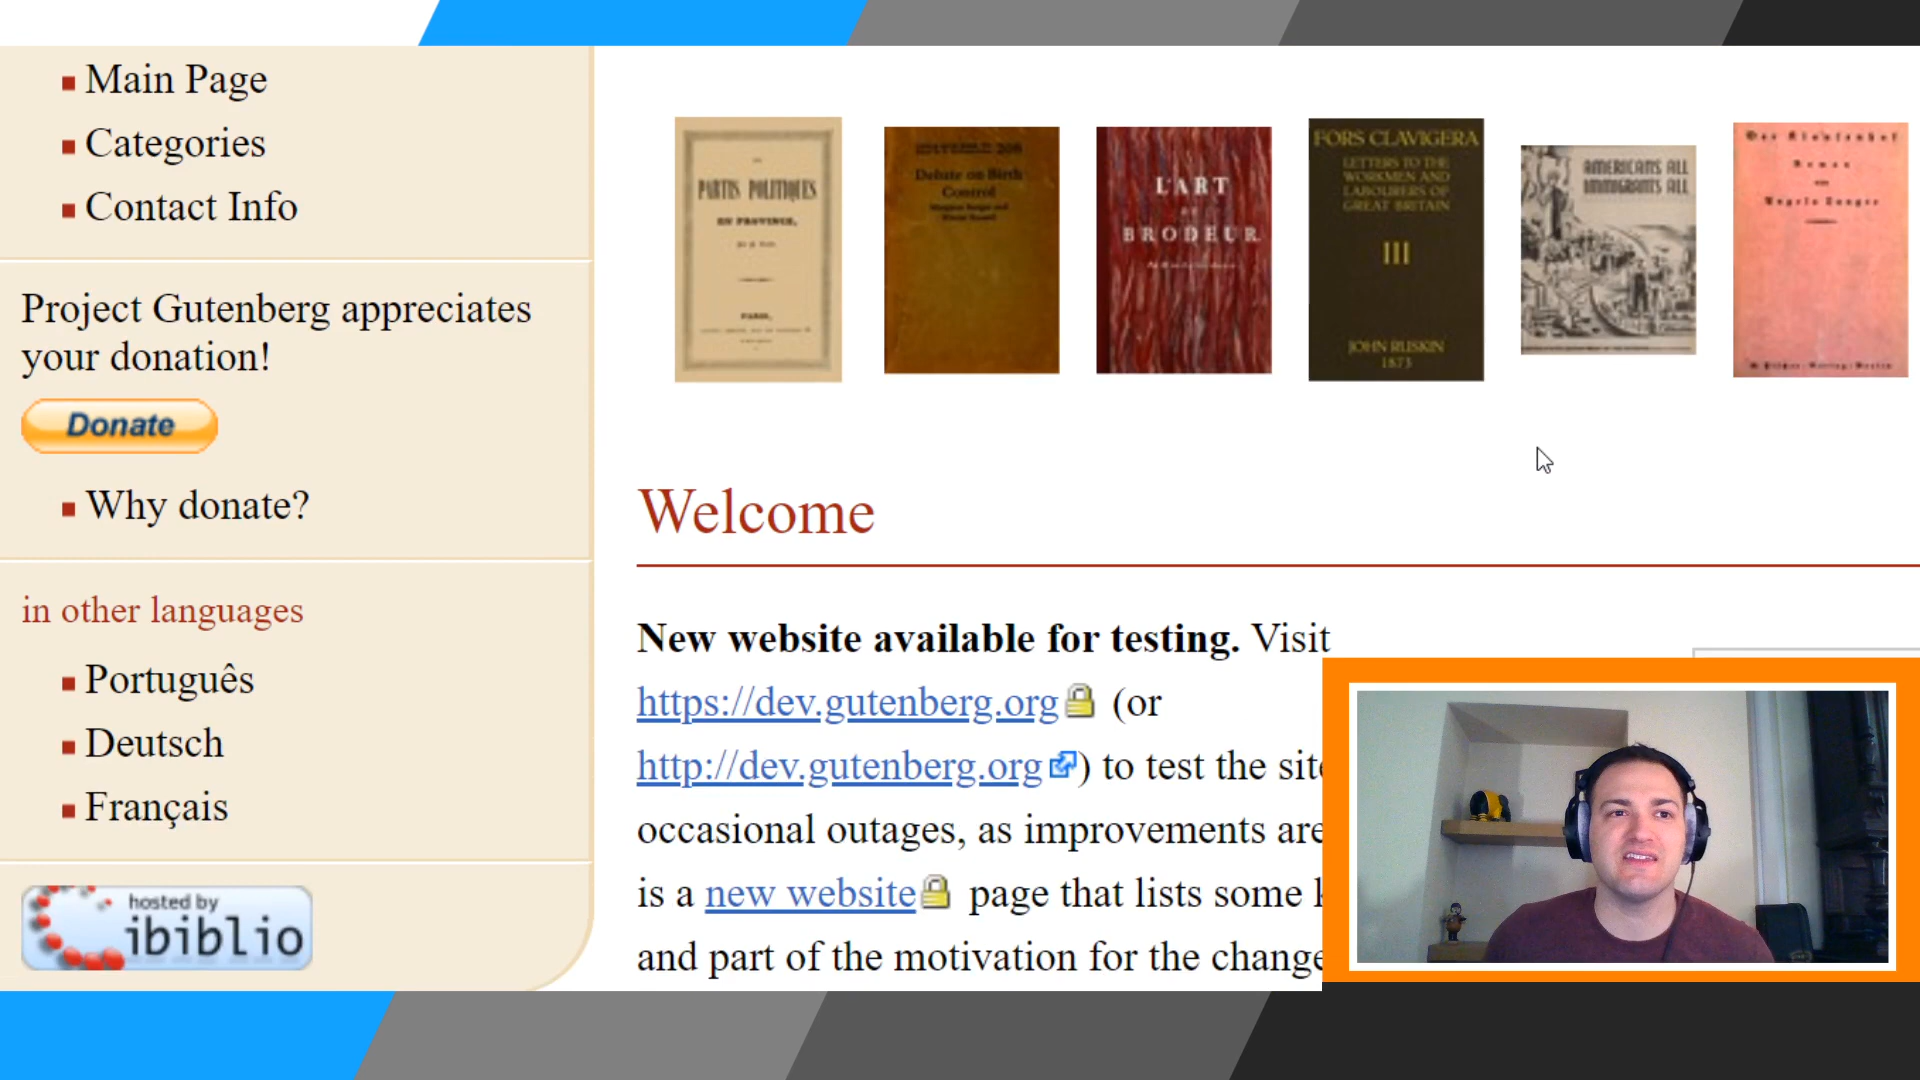 Main Page
Categories
Contact Info
Project Gutenberg appreciates
your donation!
Donate
Why donate?
in other languages
Português
Deutsch
Français
hosted by
ibiblio
PARTIS POLITIQUES
EN PROVINCE,
PARIS,
Debate on Birth
Control
L'ART
BRODEUR
FORS CLAVIGERA
LETTERS TO THE
WORKMEN AND
LABOURERS OF
GREAT BRITAIN
III
JOHN RUSKIN
1873
AMERICANS ALL
IMMIGRANTS ALL
Roman
Welcome
New website available for testing. Visit
https://dev.gutenberg.org (or
http://dev.gutenberg.org) to test the site
occasional outages, as improvements are
is a new website page that lists some
and part of the motivation for the change